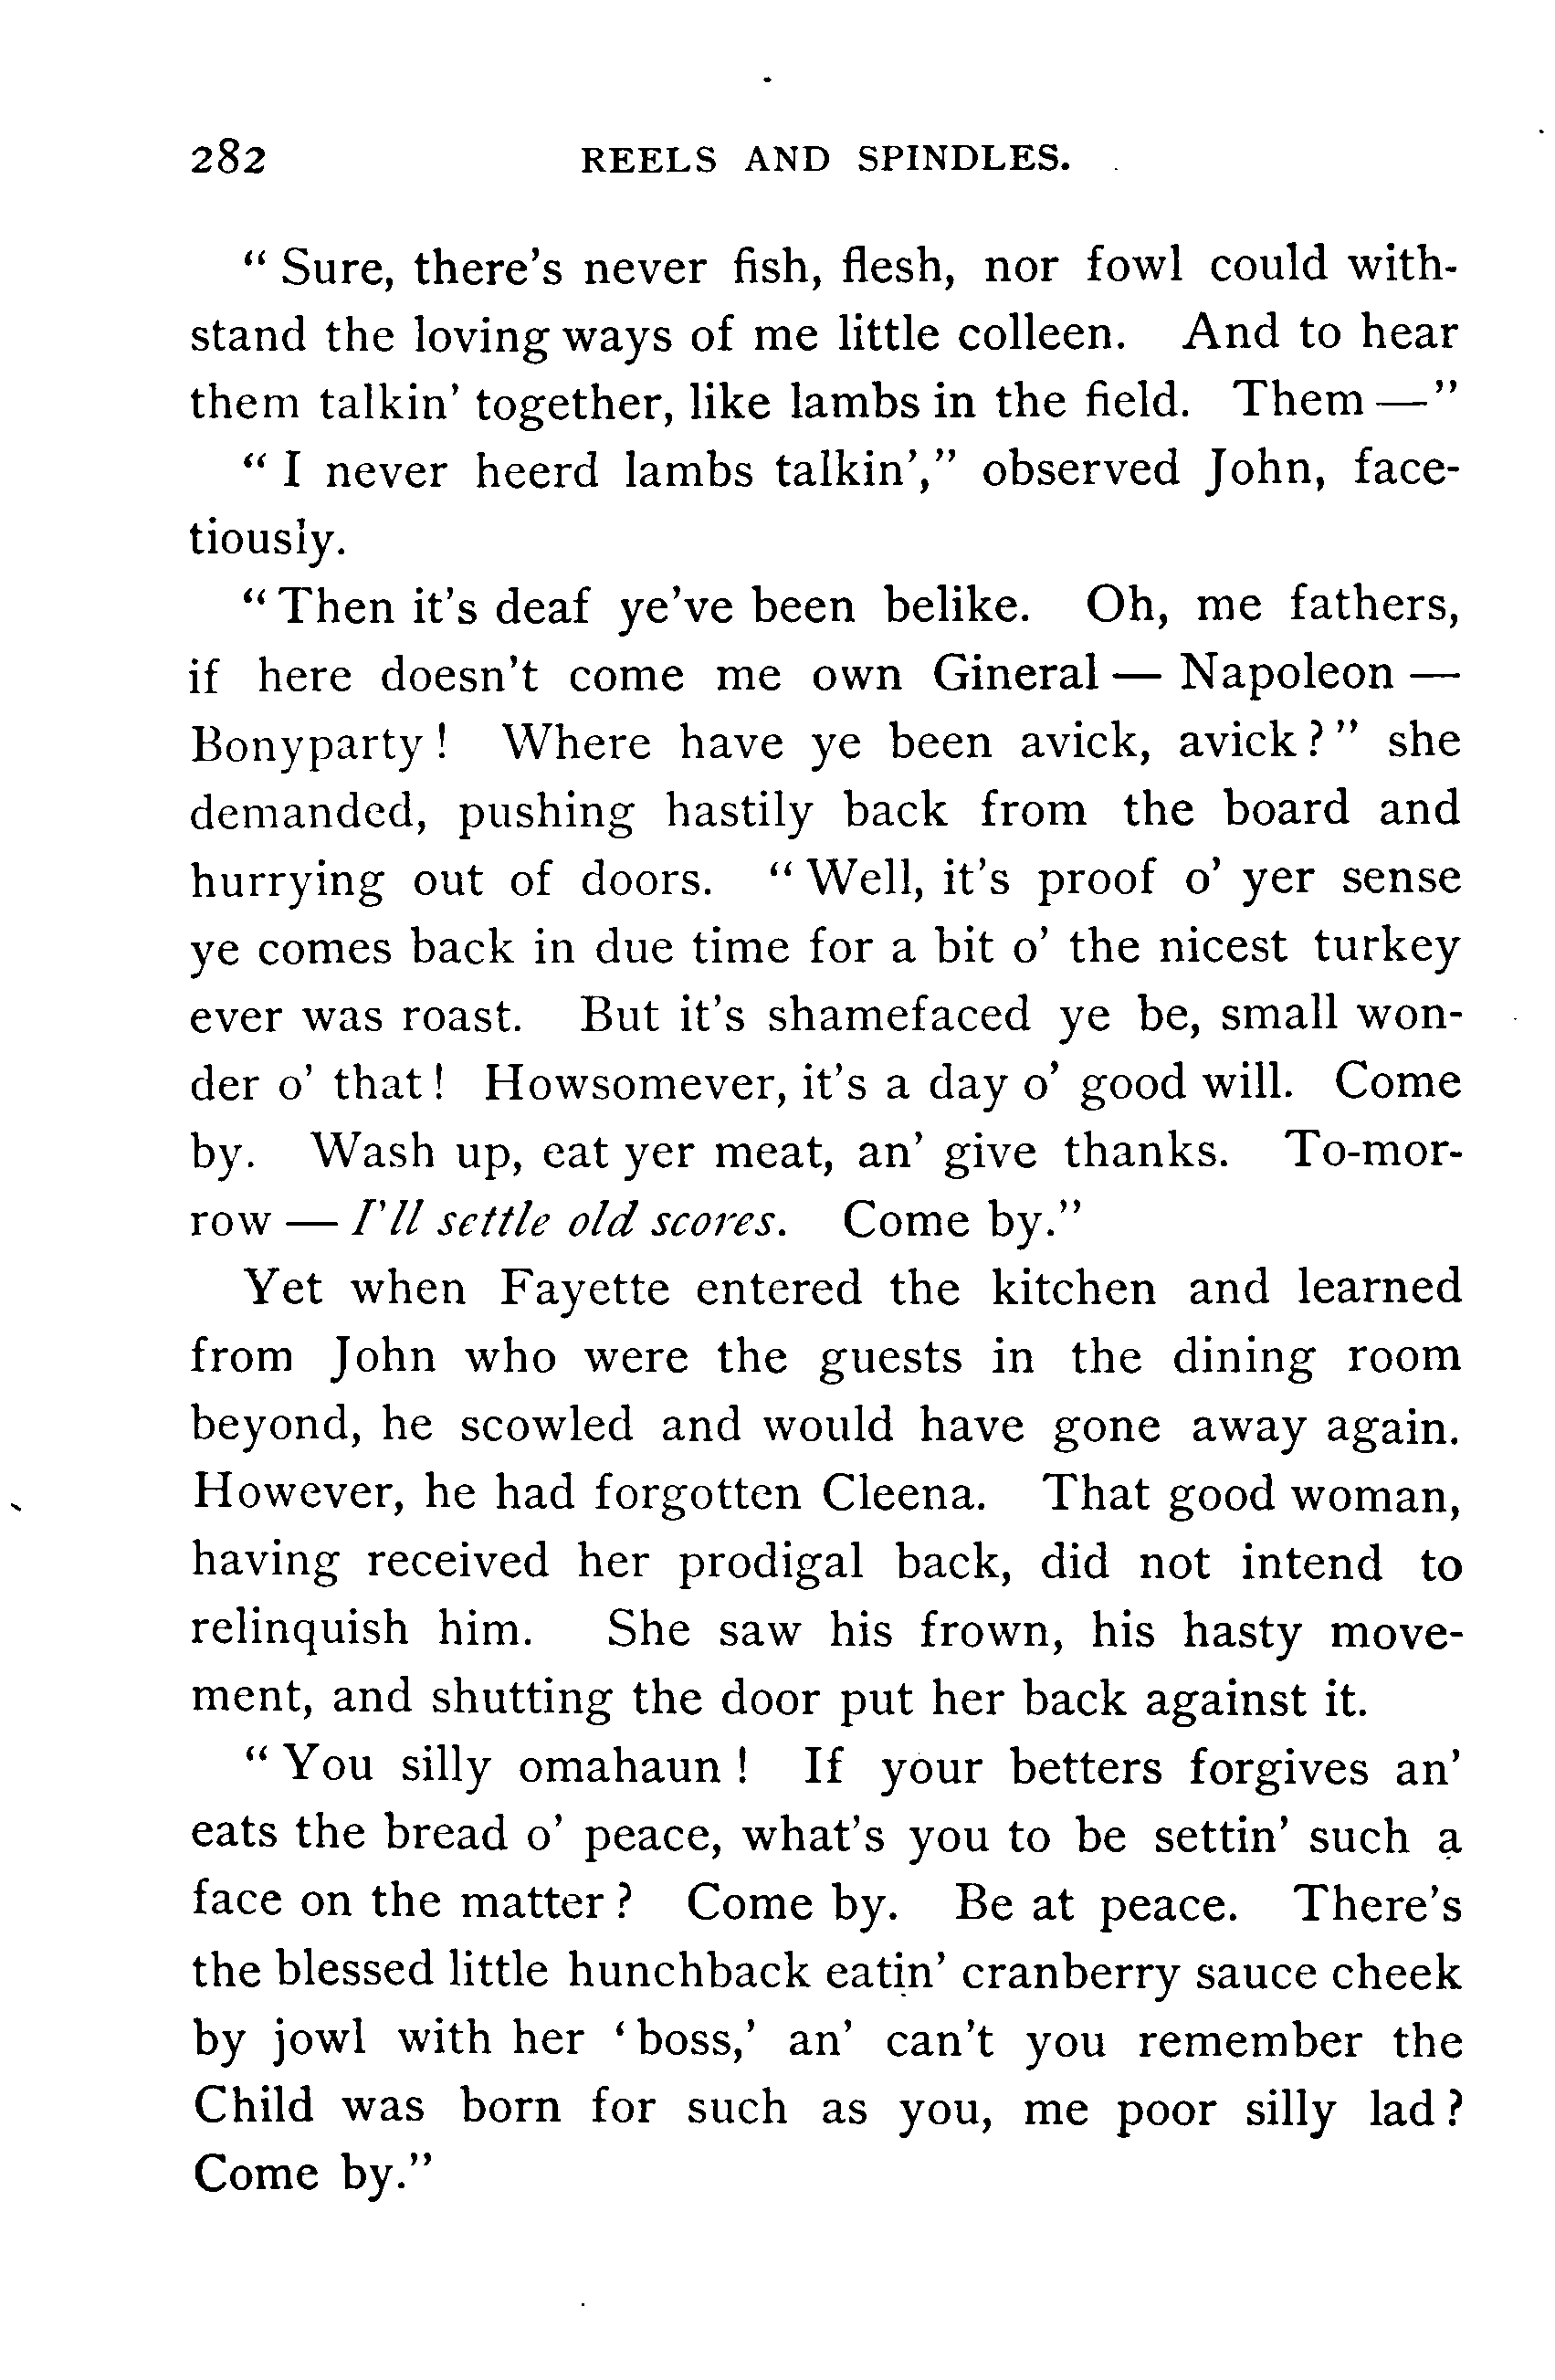 282 REELS AND SPINDLES.
“ Sure, there’s never fish, flesh, nor fowl could with-
stand the loving ways of me little colleen. And to hear
them talkin’ together, like lambs in the field. Them —”
“ I never heerd lambs talkin’,” observed John, face-
tiously.
“ Then it’s deaf ye’ve been belike. Oh, me fathers,
if here doesn’t come me own Gineral — Napoleon —
Bonyparty ! Where have ye been avick, avick ? ” she
demanded, pushing hastily back from the board and
hurrying out of doors. “ Well, it’s proof o’ yer sense
ye comes back in due time for a bit o’ the nicest turkey
ever was roast. But it’s shamefaced ye be, small won-
der o’ that ! Howsomever, it’s a day o’ good will. Come
by. Wash up, eat yer meat, an’ give thanks. To-mor-
row — I’ll settle old scores. Come by.”
Yet when Fayette entered the kitchen and learned
from John who were the guests in the dining room
beyond, he scowled and would have gone away again.
However, he had forgotten Cleena. That good woman,
having received her prodigal back, did not intend to
relinquish him. She saw his frown, his hasty move-
ment, and shutting the door put her back against it.
“ You silly omahaun ! If your betters forgives an’
eats the bread o’ peace, what’s you to be settin’ such a
face on the matter ? Come by. Be at peace. There’s
the blessed little hunchback eatin’ cranberry sauce cheek
by jowl with her ‘ boss,’ an’ can’t you remember the
Child was born for such as you, me poor silly lad ?
Come by.”